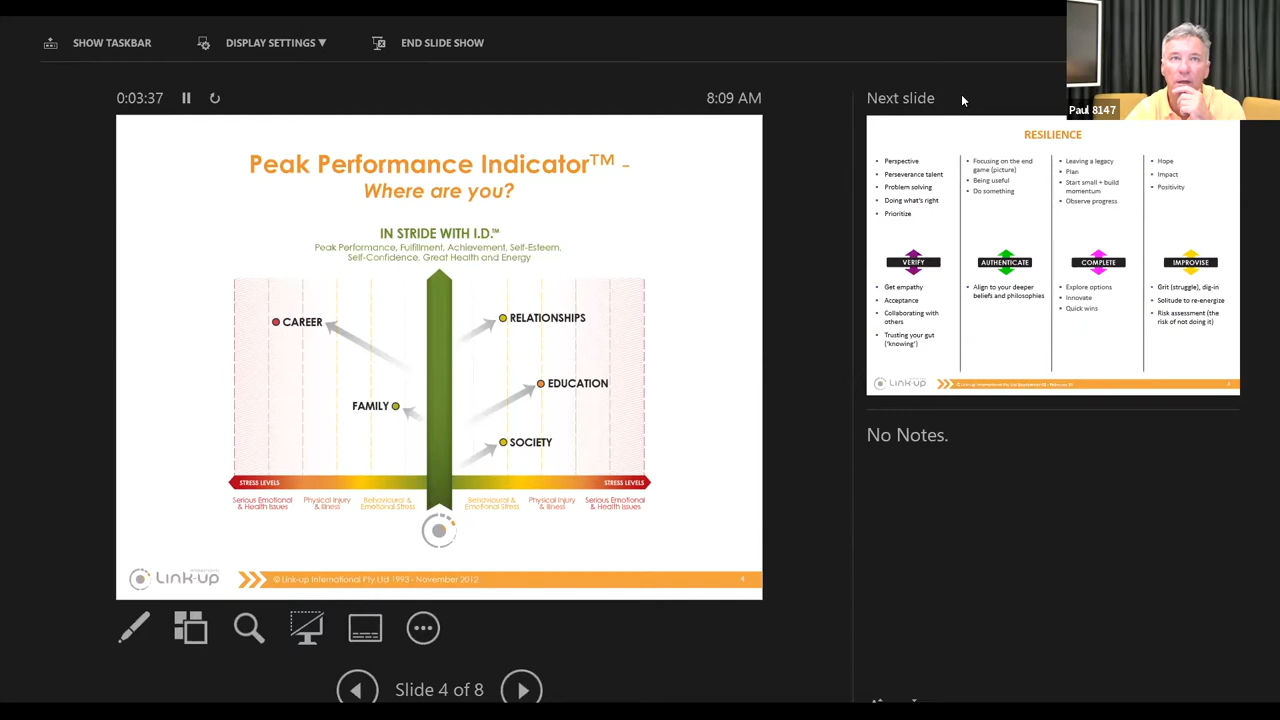 SHOW TASKBAR
DISPLAY SETTINGS ▼
END SLIDE SHOW
0:03:37
8:09 AM
Peak Performance Indicator™ -
Where are you?
IN STRIDE WITH I.D.™
Peak Performance, Fulfillment, Achievement, Self-Esteem,
Self-Confidence, Great Health and Energy
CAREER
RELATIONSHIPS
EDUCATION
FAMILY
SOCIETY
STRESS LEVELS
STRESS LEVELS
Serious Emotional
& Health Issues
Physical Injury
& Illness
Behavioural &
Emotional Stress
Behavioural &
Emotional Stress
Physical Injury
& Illness
Serious Emotional
& Health Issues
INTERNATIONAL
Link-up
© Link-up International Pty Ltd 1993 - November 2012
4
Slide 4 of 8
Next slide
Paul 8147
RESILIENCE
• Perspective
• Perseverance talent
• Problem solving
• Doing what's right
• Prioritize
• Focusing on the end
game (picture)
• Being useful
• Do something
• Leaving a legacy
• Plan
• Start small + build
momentum
• Observe progress
• Hope
• Impact
• Positivity
VERIFY
AUTHENTICATE
COMPLETE
IMPROVISE
• Get empathy
• Acceptance
• Collaborating with
others
• Trusting your gut
('knowing')
• Align to your deeper
beliefs and philosophies
• Explore options
• Innovate
• Quick wins
• Grit (struggle), dig-in
• Solitude to re-energize
• Risk assessment (the
risk of not doing it)
Link-up
No Notes.